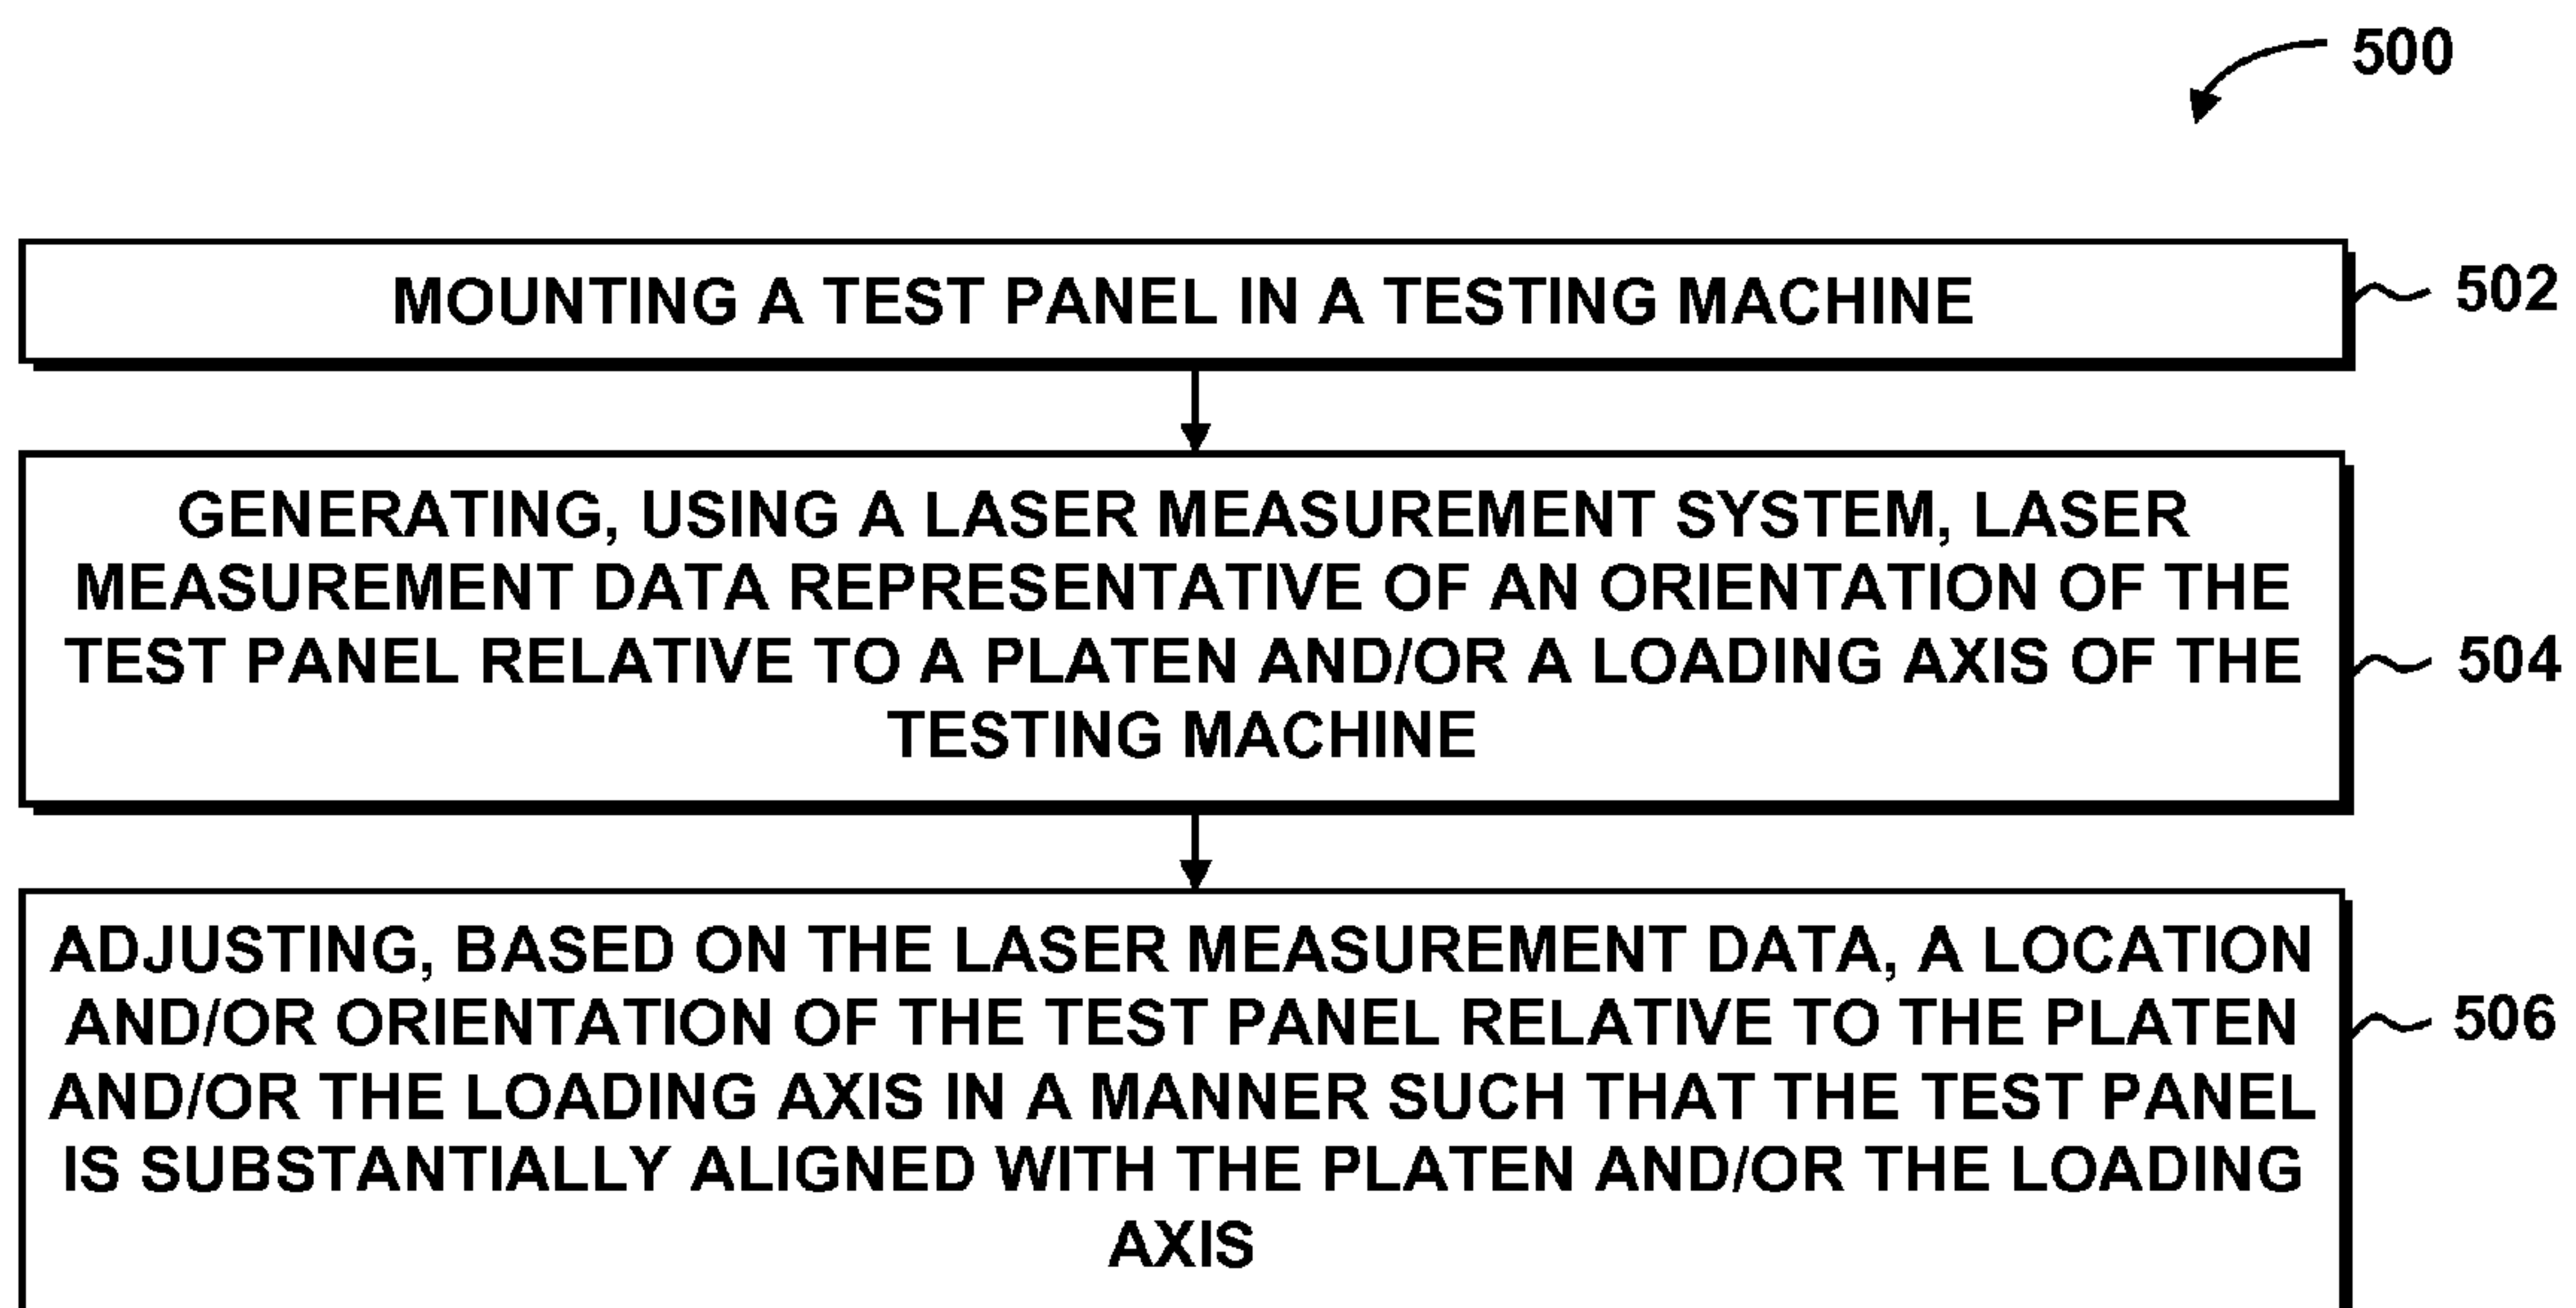 500
MOUNTING A TEST PANEL IN A TESTING MACHINE
502
GENERATING, USING A LASER MEASUREMENT SYSTEM, LASER
MEASUREMENT DATA REPRESENTATIVE OF AN ORIENTATION OF THE
TEST PANEL RELATIVE TO A PLATEN AND/OR A LOADING AXIS OF THE
TESTING MACHINE
504
ADJUSTING, BASED ON THE LASER MEASUREMENT DATA, A LOCATION
AND/OR ORIENTATION OF THE TEST PANEL RELATIVE TO THE PLATEN
AND/OR THE LOADING AXIS IN A MANNER SUCH THAT THE TEST PANEL
IS SUBSTANTIALLY ALIGNED WITH THE PLATEN AND/OR THE LOADING
AXIS
506